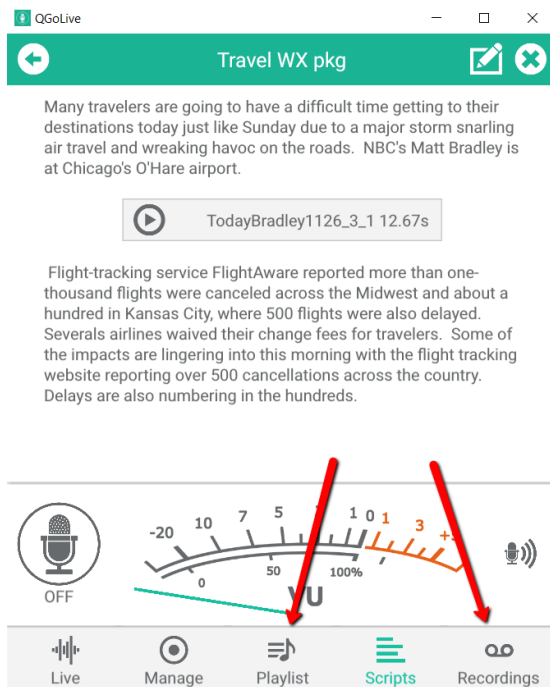 QGoLive
Travel WX pkg
Many travelers are going to have a difficult time getting to their
destinations today just like Sunday due to a major storm snarling
air travel and wreaking havoc on the roads.  NBC's Matt Bradley is
at Chicago's O'Hare airport.
TodayBradley1126_3_1 12.67s
Flight-tracking service FlightAware reported more than one-
thousand flights were canceled across the Midwest and about a
hundred in Kansas City, where 500 flights were also delayed.
Severals airlines waived their change fees for travelers.  Some of
the impacts are lingering into this morning with the flight tracking
website reporting over 500 cancellations across the country.
Delays are also numbering in the hundreds.
-20 10 7 5 1 0 1 3
0 50 100%
VU
OFF
Live Manage Playlist Scripts Recordings